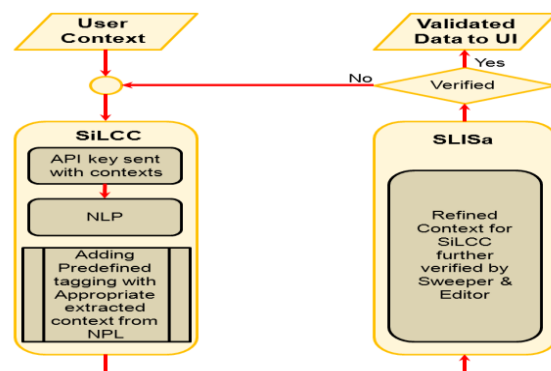 User
Context
SiLCC
API key sent
with contexts
NLP
Adding
Predefined
tagging with
Appropriate
extracted
context from
NPL
Validated
Data to UI
Yes
No
Verified
SLISa
Refined
Context for
SiLCC
further
verified by
Sweeper &
Editor